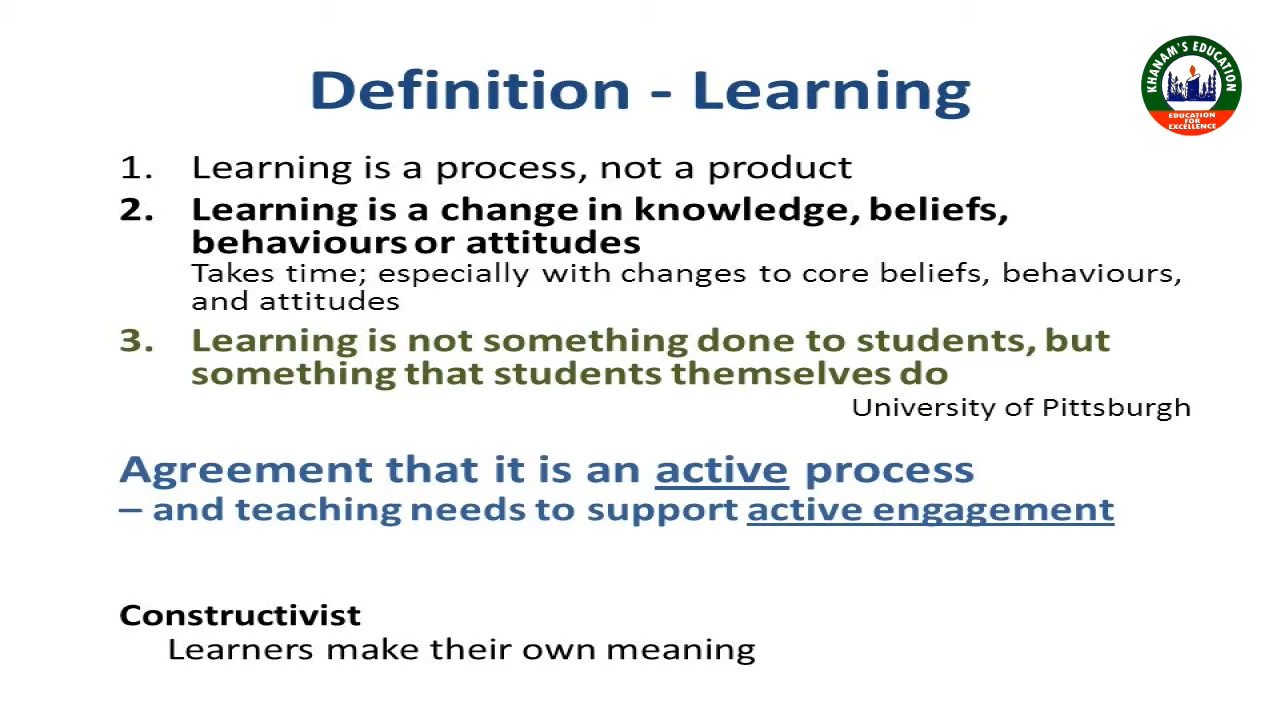 Definition - Learning
KHANAM'S EDUCATION
EDUCATION
FOR
EXCELLENCE
1. Learning is a process, not a product
2. Learning is a change in knowledge, beliefs,
behaviours or attitudes
Takes time; especially with changes to core beliefs, behaviours,
and attitudes
3. Learning is not something done to students, but
something that students themselves do
University of Pittsburgh
Agreement that it is an active process
– and teaching needs to support active engagement
Constructivist
Learners make their own meaning